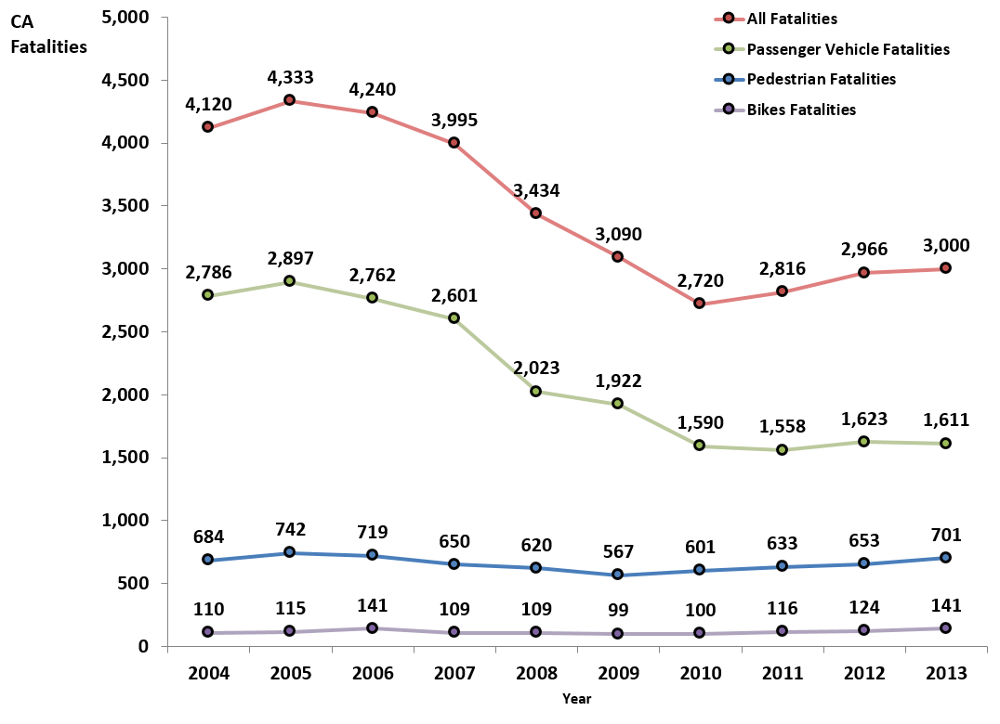 CA
Fatalities
5,000
4,500
4,000
3,500
3,000
2,500
2,000
1,500
1,000
500
0
All Fatalities
Passenger Vehicle Fatalities
Pedestrian Fatalities
Bikes Fatalities
4,120 4,333 4,240 3,995 3,434 3,090 2,720 2,816 2,966 3,000
2,786 2,897 2,762 2,601 2,023 1,922 1,590 1,558 1,623 1,611
684 742 719 650 620 567 601 633 653 701
110 115 141 109 109 99 100 116 124 141
2004 2005 2006 2007 2008 2009 2010 2011 2012 2013
Year